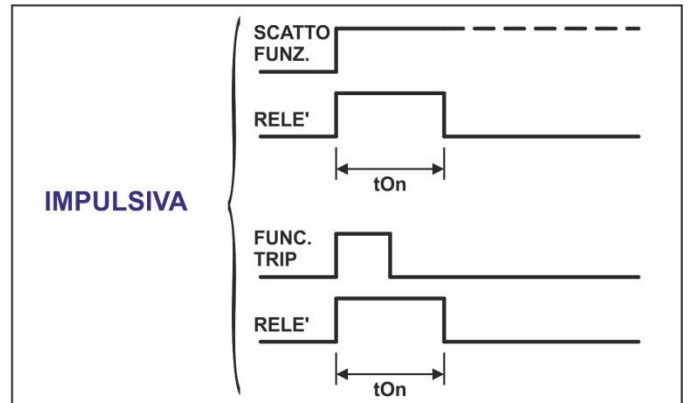 SCATTO
FUNZ.
RELE'
tOn
IMPULSIVA
FUNC.
TRIP
RELE'
tOn